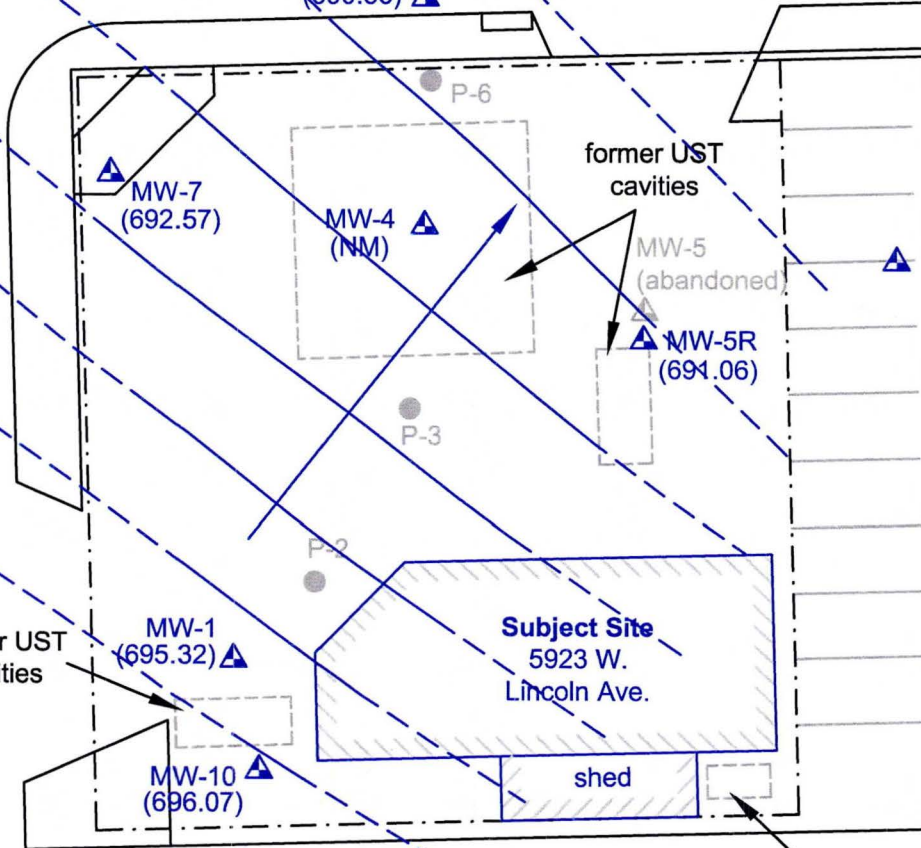 P-6
former UST
cavities
MW-7
(692.57)
MW-4
(NM)
MW-5
(abandoned)
MW-5R
(691.06)
P-3
P-2
MW-1
(695.32)
UST
Subject Site
5923 W.
Lincoln Ave.
MW-10
(696.07)
shed